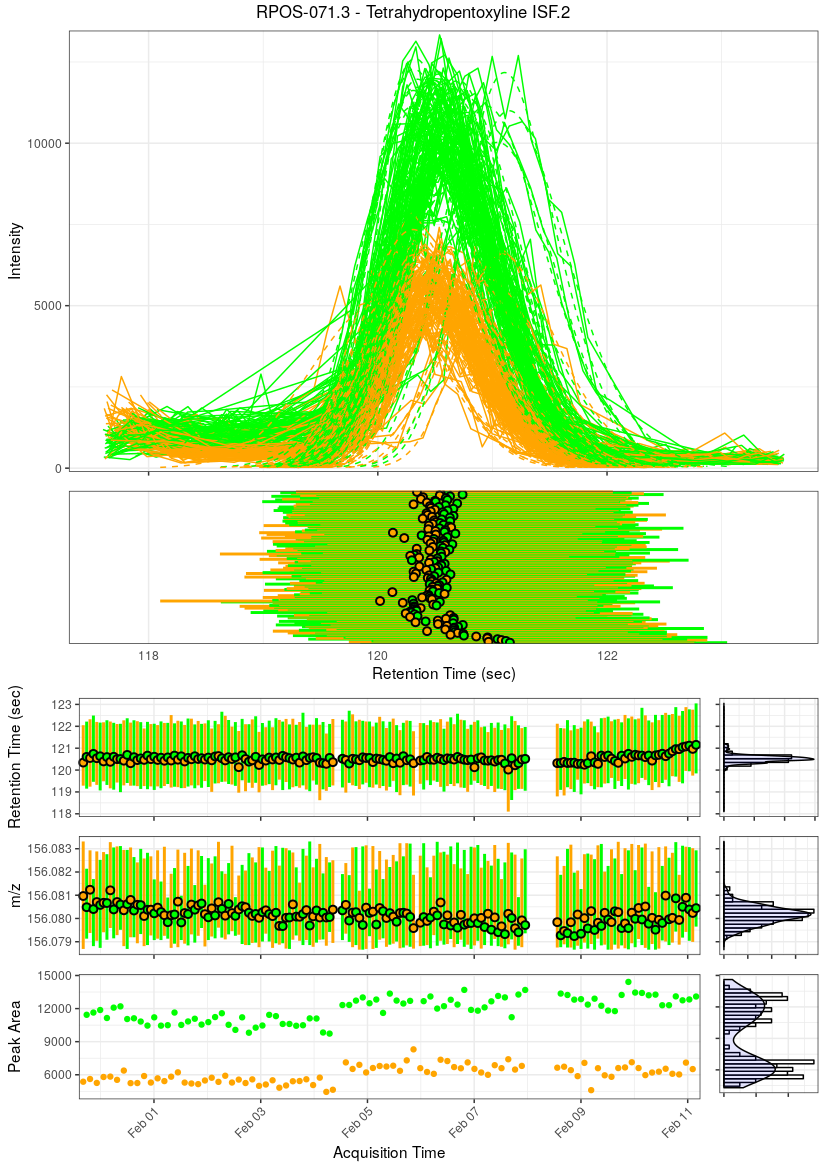 RPOS-071.3 - Tetrahydropentoxyline ISF.2
Intensity
10000
5000
0
118
120
122
Retention Time (sec)
Retention Time (sec)
123
122
121
120
119
118
m/z
156.083
156.082
156.081
156.080
156.079
Peak Area
15000
12000
9000
6000
Feb 01
Feb 03
Feb 05
Feb 07
Feb 09
Feb 11
Acquisition Time